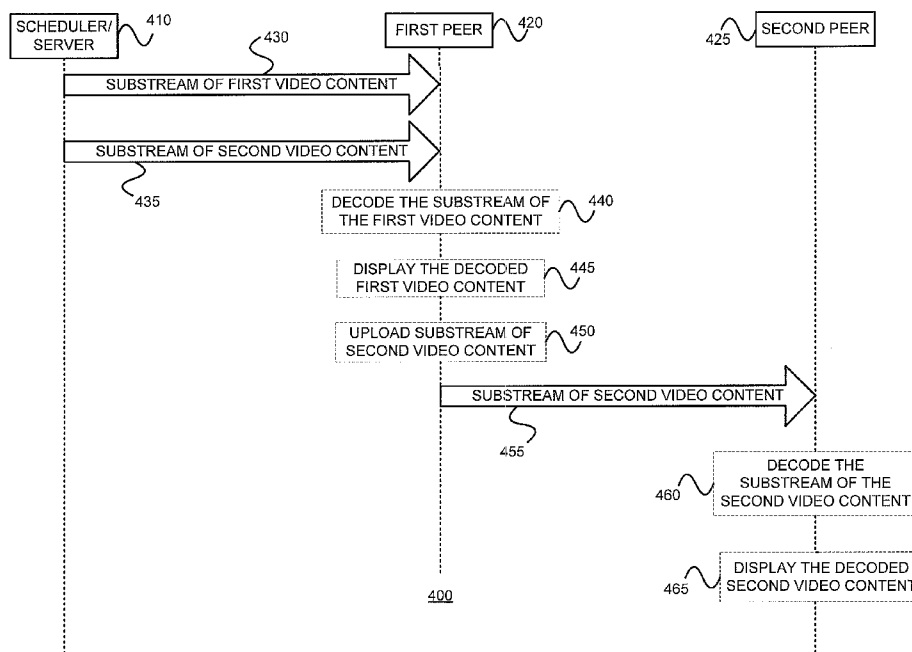 SCHEDULER/
SERVER
410
FIRST PEER
420
425
SECOND PEER
430
SUBSTREAM OF FIRST VIDEO CONTENT
SUBSTREAM OF SECOND VIDEO CONTENT
435
DECODE THE SUBSTREAM OF
THE FIRST VIDEO CONTENT
440
DISPLAY THE DECODED
FIRST VIDEO CONTENT
445
UPLOAD SUBSTREAM OF
SECOND VIDEO CONTENT
450
SUBSTREAM OF SECOND VIDEO CONTENT
455
DECODE THE
SUBSTREAM OF THE
SECOND VIDEO CONTENT
460
DISPLAY THE DECODED
SECOND VIDEO CONTENT
465
400